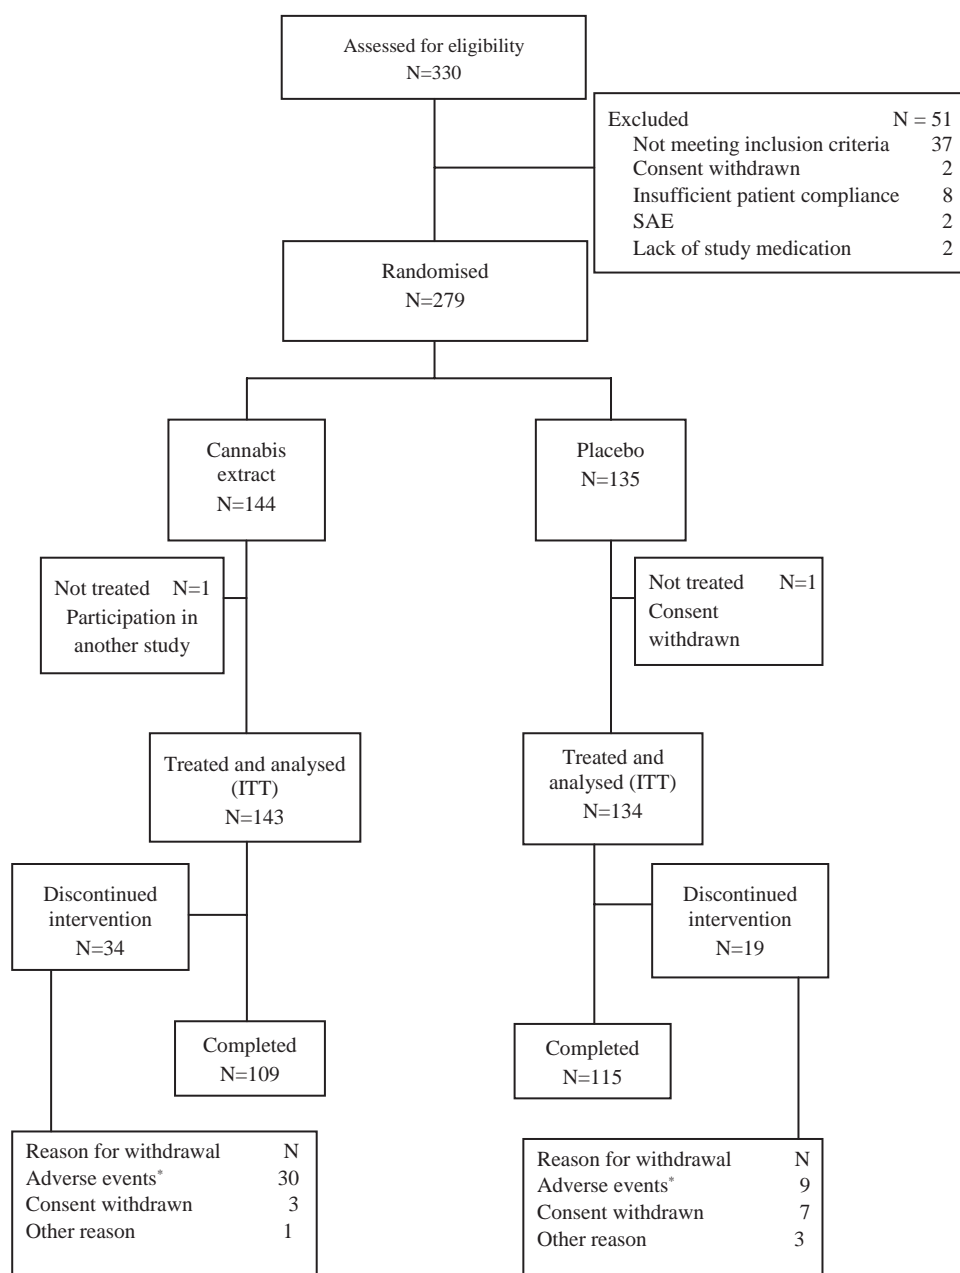 Assessed for eligibility
N=330
Excluded N = 51
Not meeting inclusion criteria 37
Consent withdrawn 2
Insufficient patient compliance 8
SAE 2
Lack of study medication 2
Randomised
N=279
Cannabis
extract
N=144
Placebo
N=135
Not treated N=1
Participation in
another study
Not treated N=1
Consent
withdrawn
Treated and analysed
(ITT)
N=143
Treated and
analysed (ITT)
N=134
Discontinued
intervention
N=34
Discontinued
intervention
N=19
Completed
N=109
Completed
N=115
Reason for withdrawal N
Adverse events* 30
Consent withdrawn 3
Other reason 1
Reason for withdrawal N
Adverse events* 9
Consent withdrawn 7
Other reason 3